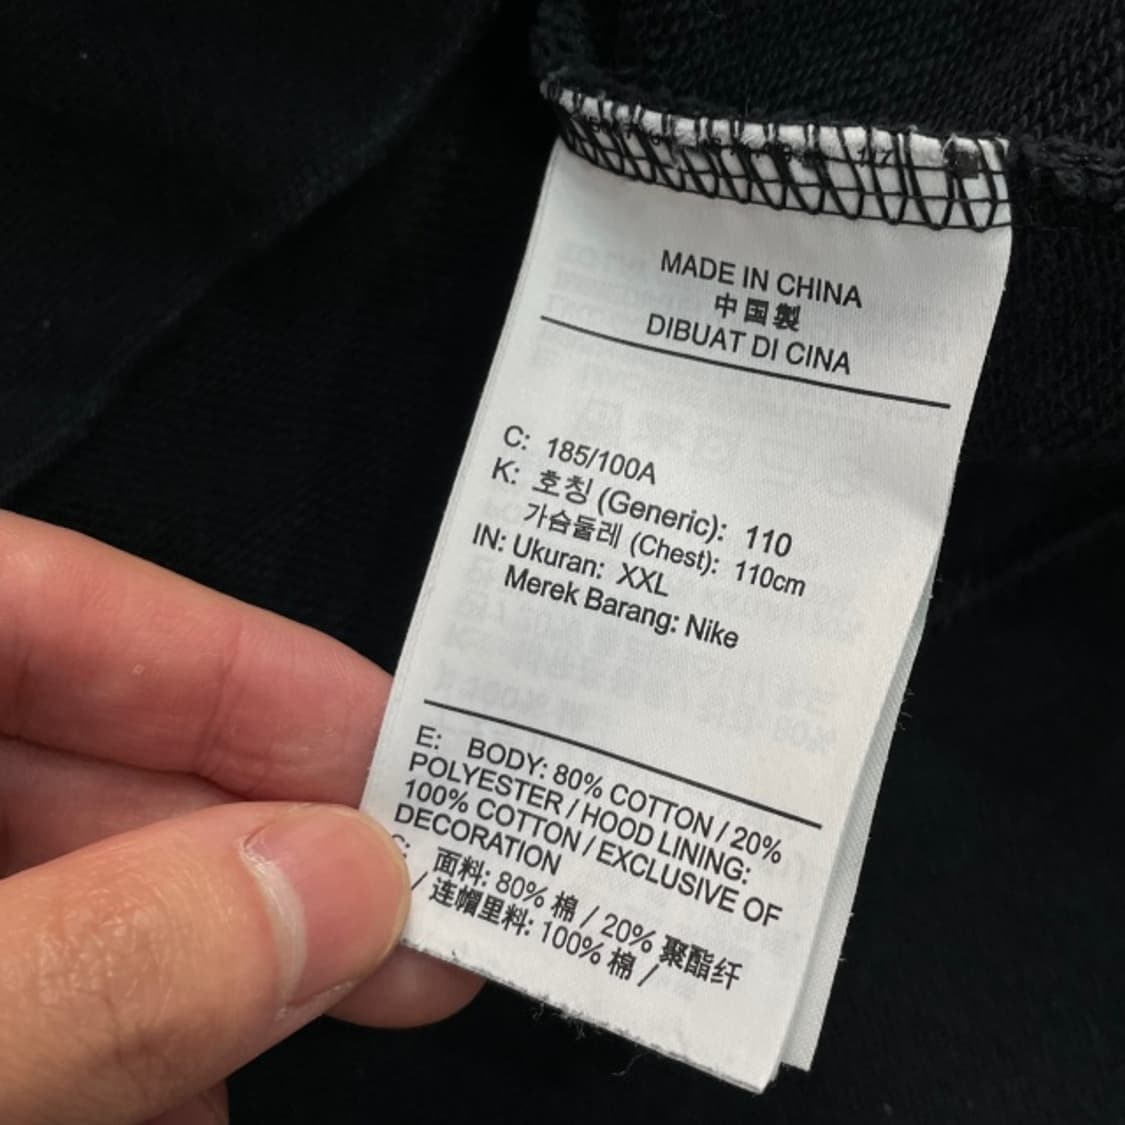 MADE IN CHINA
中国製
DIBUAT DI CINA
C: 185/100A
K: 호칭 (Generic): 110
가슴둘레 (Chest): 110cm
IN: Ukuran: XXL
Merek Barang: Nike
E: BODY: 80% COTTON / 20%
POLYESTER / HOOD LINING:
100% COTTON / EXCLUSIVE OF
DECORATION
C: 面料: 80% 棉 / 20% 聚酯纤
/ 连帽里料: 100% 棉 /